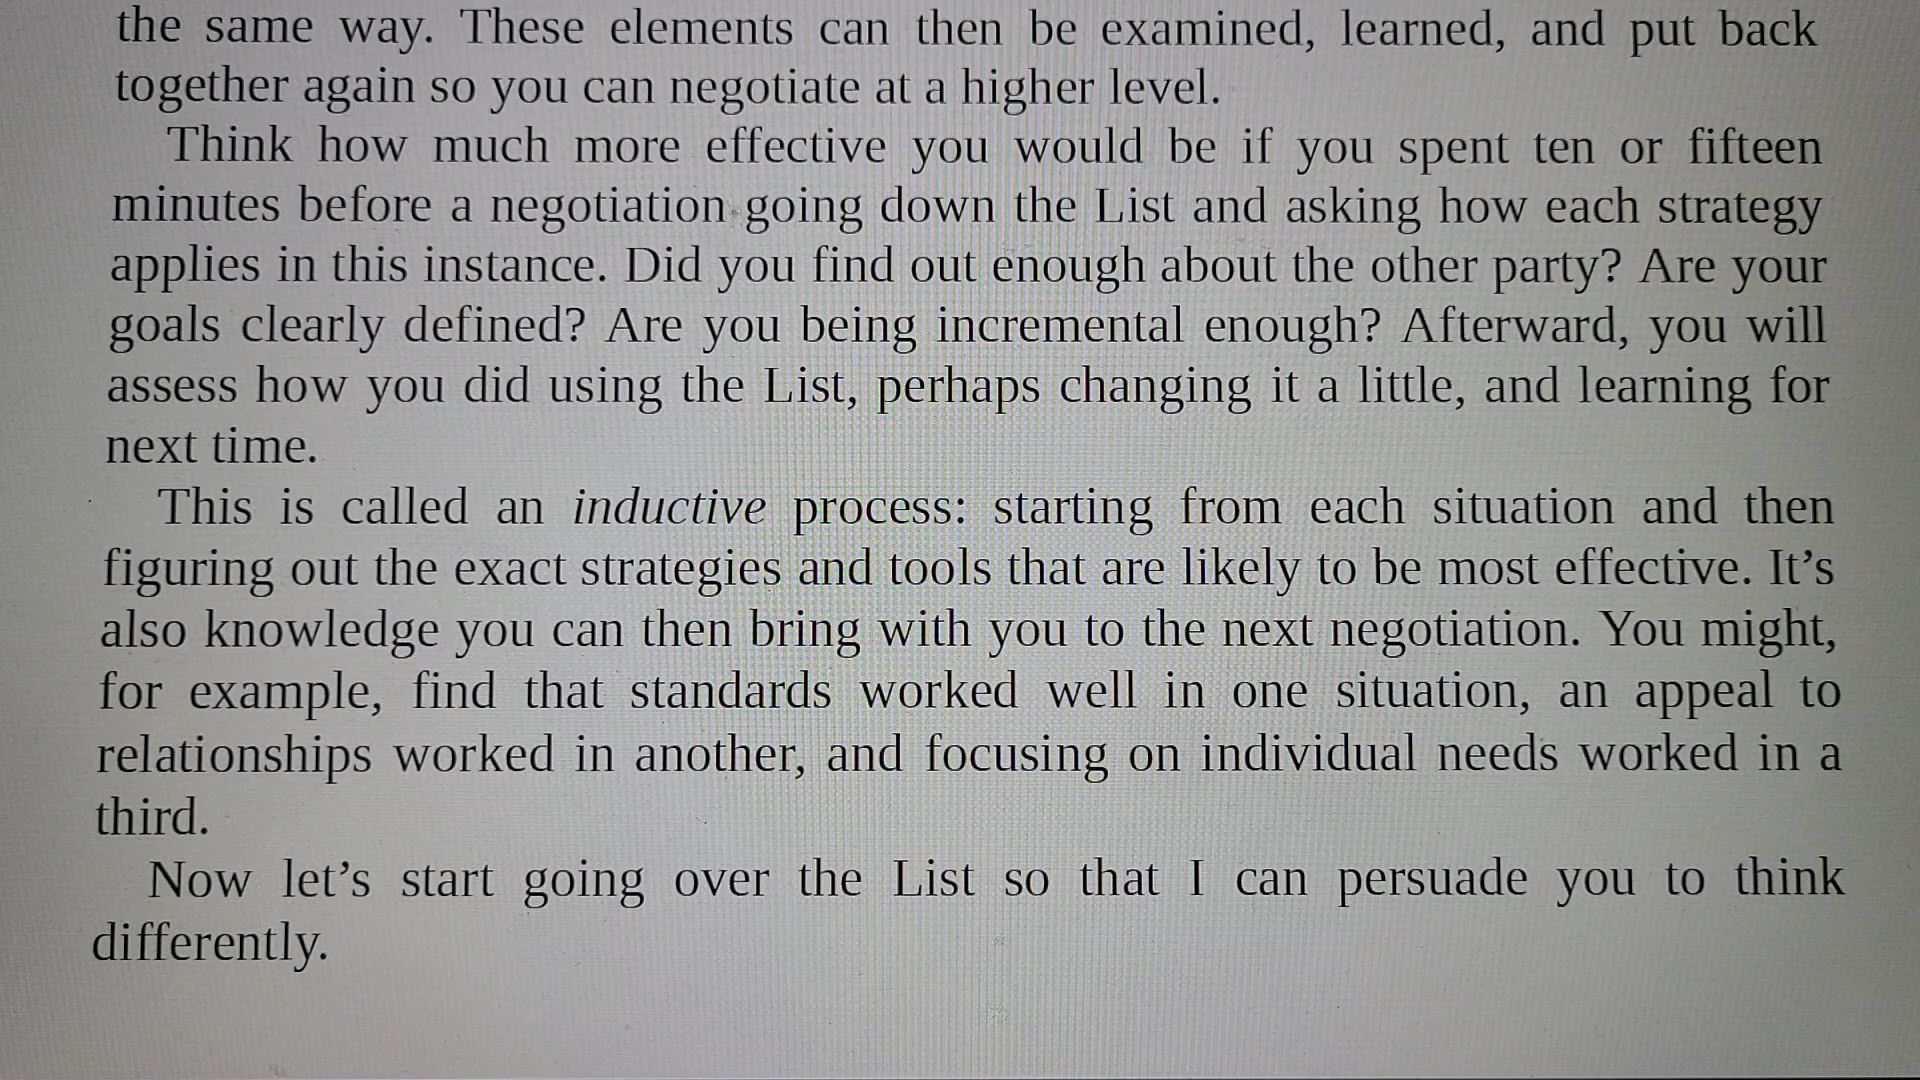 the same way. These elements can then be examined, learned, and put back
together again so you can negotiate at a higher level.
Think how much more effective you would be if you spent ten or fifteen
minutes before a negotiation going down the List and asking how each strategy
applies in this instance. Did you find out enough about the other party? Are your
goals clearly defined? Are you being incremental enough? Afterward, you will
assess how you did using the List, perhaps changing it a little, and learning for
next time.
This is called an inductive process: starting from each situation and then
figuring out the exact strategies and tools that are likely to be most effective. It’s
also knowledge you can then bring with you to the next negotiation. You might,
for example, find that standards worked well in one situation, an appeal to
relationships worked in another, and focusing on individual needs worked in a
third.
Now let’s start going over the List so that I can persuade you to think
differently.